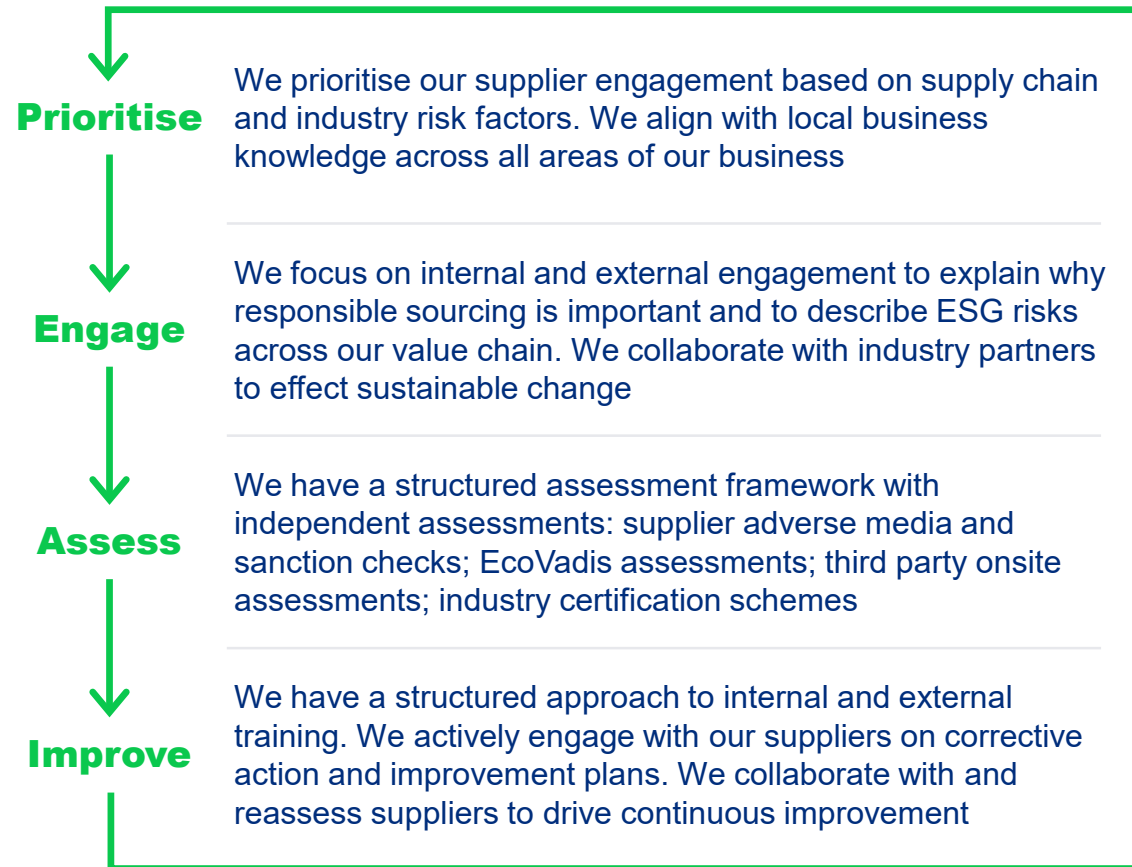 Prioritise
We prioritise our supplier engagement based on supply chain
and industry risk factors. We align with local business
knowledge across all areas of our business
Engage
We focus on internal and external engagement to explain why
responsible sourcing is important and to describe ESG risks
across our value chain. We collaborate with industry partners
to effect sustainable change
Assess
We have a structured assessment framework with
independent assessments: supplier adverse media and
sanction checks; EcoVadis assessments; third party onsite
assessments; industry certification schemes
Improve
We have a structured approach to internal and external
training. We actively engage with our suppliers on corrective
action and improvement plans. We collaborate with and
reassess suppliers to drive continuous improvement